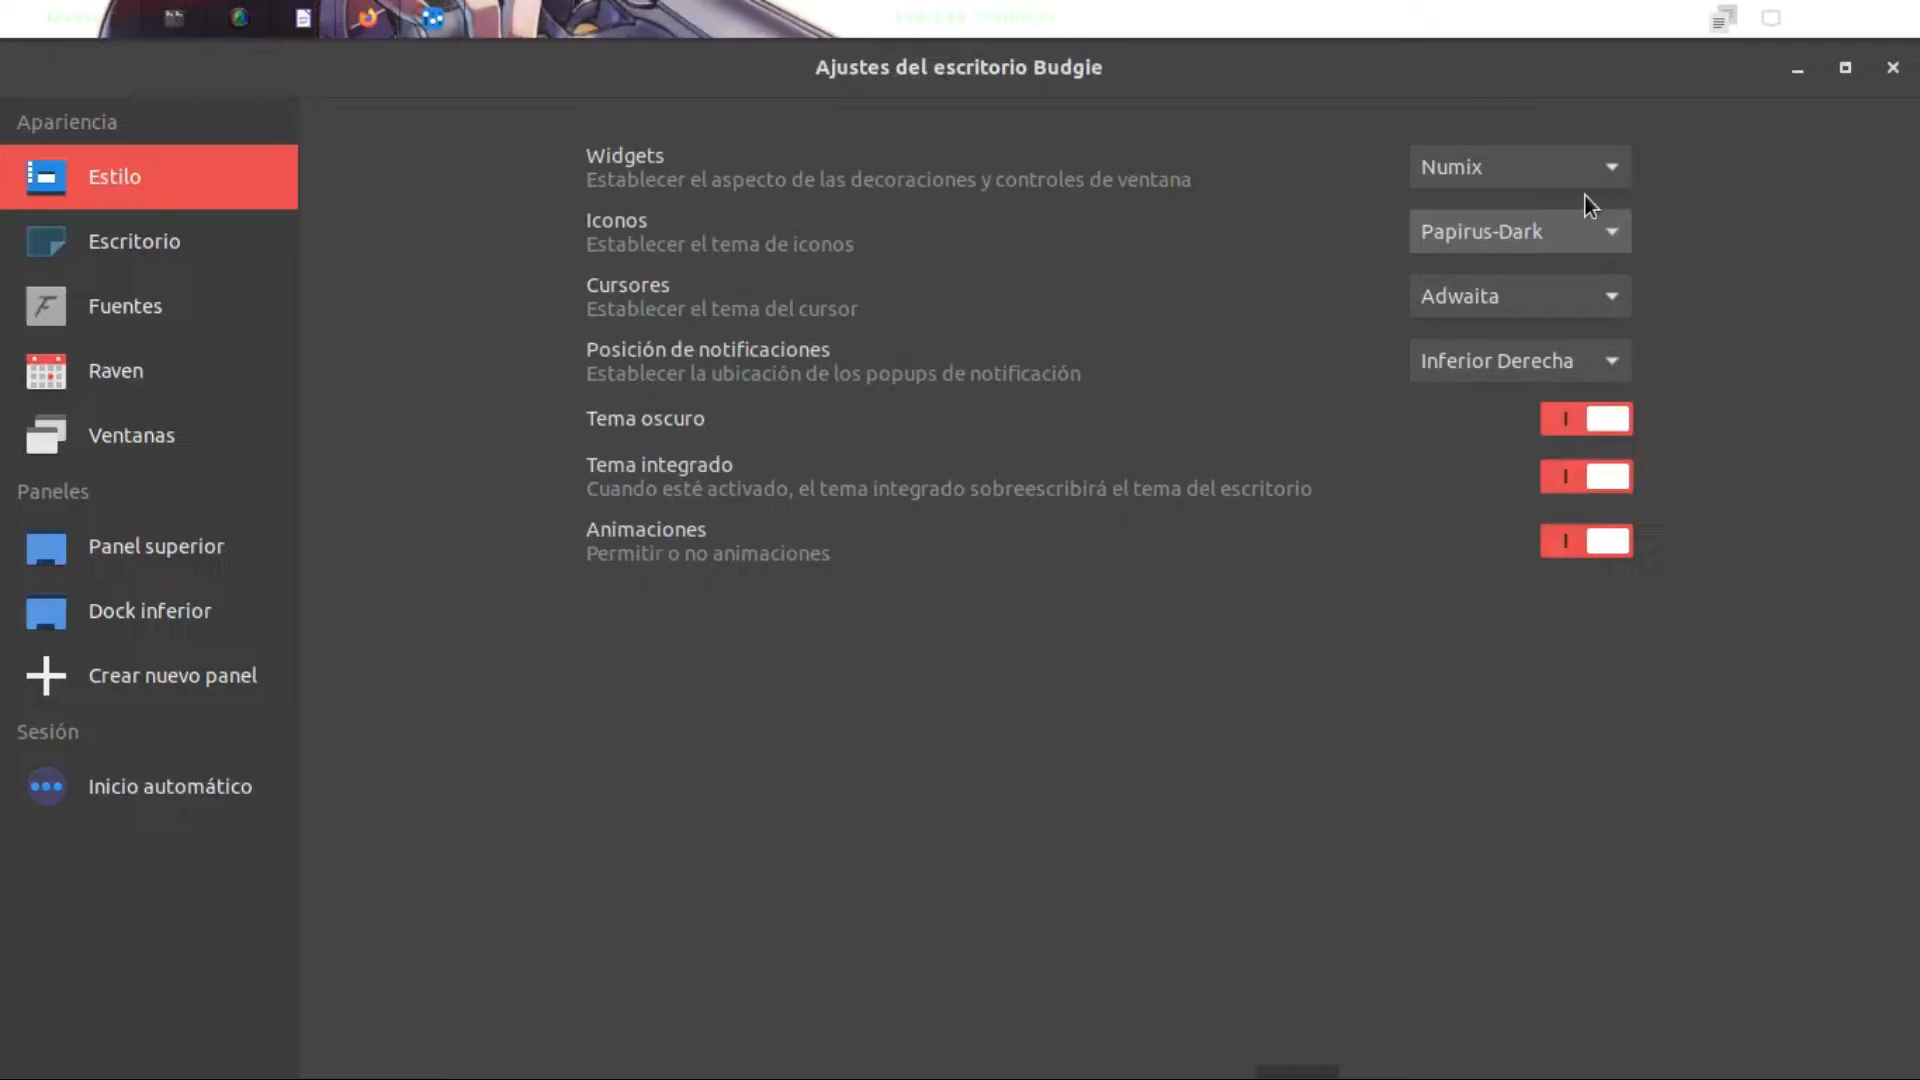 Ajustes del escritorio Budgie
Apariencia
Estilo
Escritorio
Fuentes
Raven
Ventanas
Paneles
Panel superior
Dock inferior
Crear nuevo panel
Sesión
Inicio automático
Widgets
Establecer el aspecto de las decoraciones y controles de ventana
Numix
Iconos
Establecer el tema de iconos
Papirus-Dark
Cursores
Establecer el tema del cursor
Adwaita
Posición de notificaciones
Establecer la ubicación de los popups de notificación
Inferior Derecha
Tema oscuro
Tema integrado
Cuando esté activado, el tema integrado sobreescribirá el tema del escritorio
Animaciones
Permitir o no animaciones